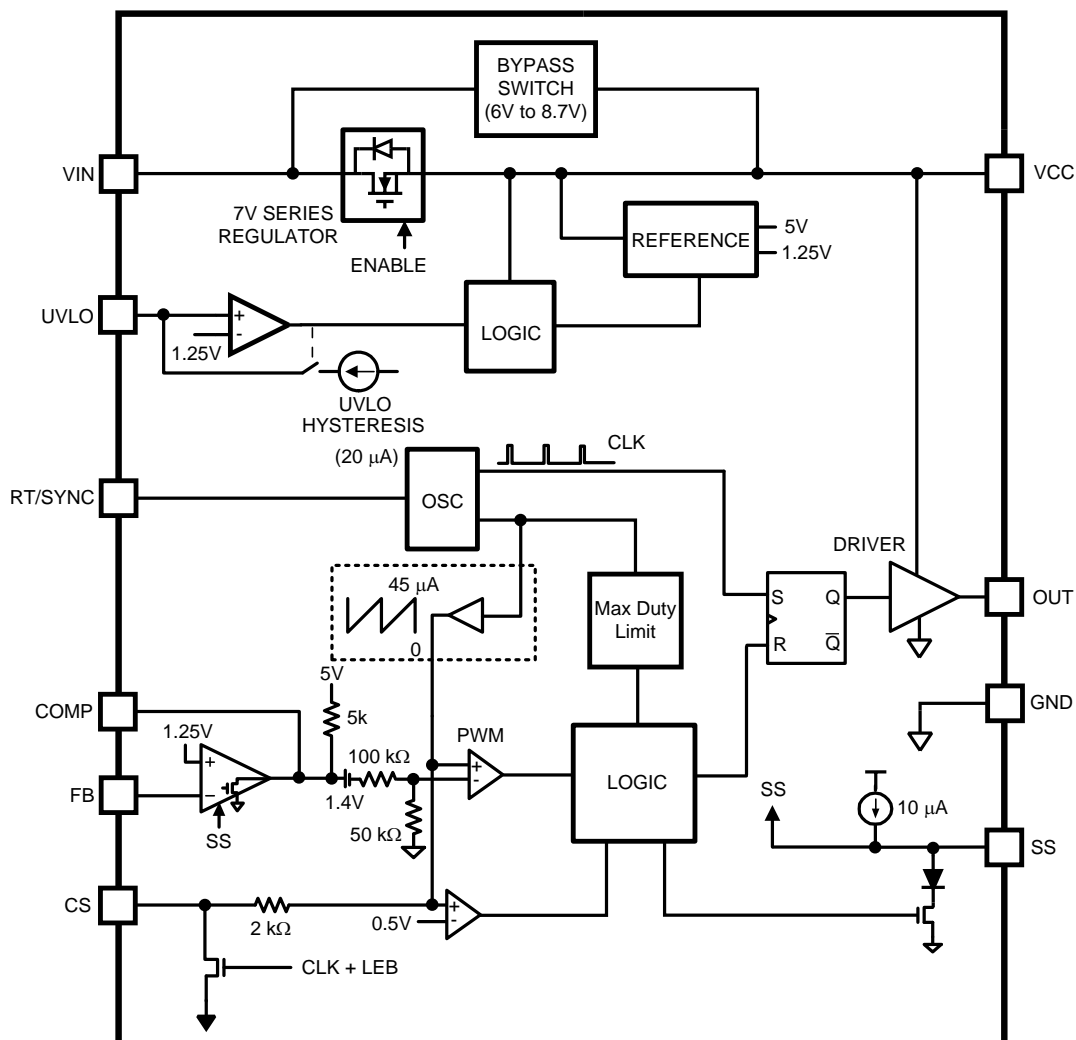 BYPASS
SWITCH
(6V to 8.7V)
VIN
VCC
7V SERIES
REGULATOR
ENABLE
REFERENCE
5V
1.25V
UVLO
+
-
1.25V
LOGIC
UVLO
HYSTERESIS
(20 μA)
CLK
RT/SYNC
OSC
DRIVER
45 μA
0
Max Duty
Limit
S
Q
R
Q̅
OUT
5V
COMP
5k
GND
1.25V
+
PWM
100 kΩ
+
-
LOGIC
FB
−
1.4V
SS
10 μA
SS
50 kΩ
SS
CS
+
-
2 kΩ
0.5V
CLK + LEB